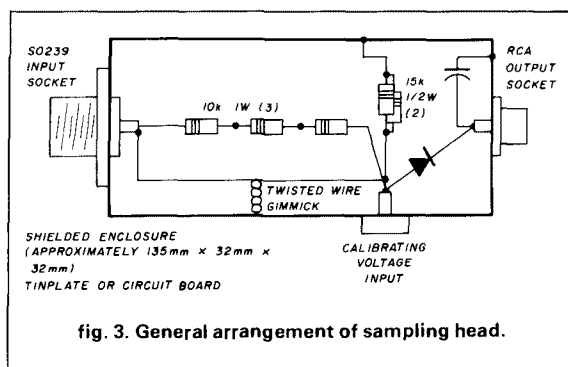 SO239
INPUT
SOCKET
10k 1W (3)
15k
1/2W
(2)
RCA
OUTPUT
SOCKET
TWISTED WIRE
GIMMICK
SHIELDED ENCLOSURE
(APPROXIMATELY 135mm × 32mm ×
32mm)
TINPLATE OR CIRCUIT BOARD
CALIBRATING
VOLTAGE
INPUT
fig. 3. General arrangement of sampling head.